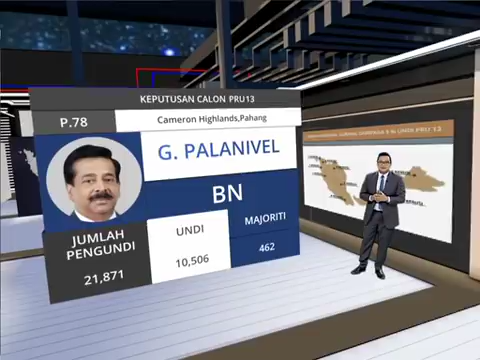 KEPUTUSAN CALON PRU13
P.78
Cameron Highlands,Pahang
G. PALANIVEL
BN
JUMLAH
PENGUNDI
21,871
UNDI
10,506
MAJORITI
462